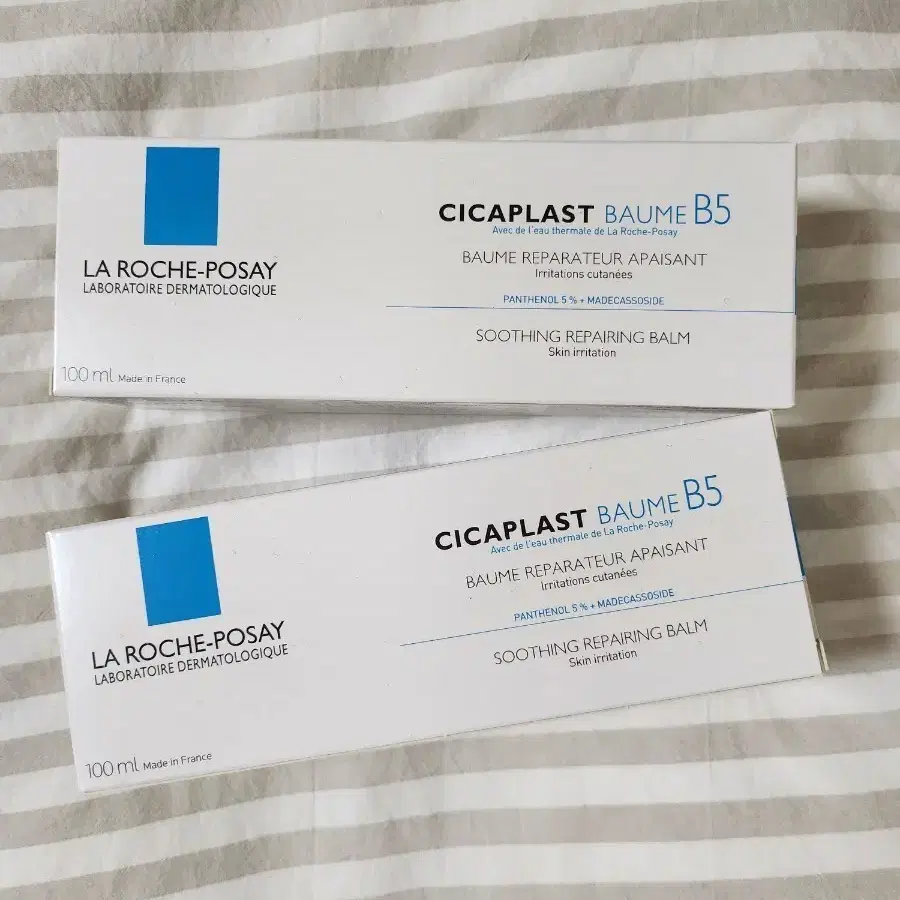 LA ROCHE-POSAY
LABORATOIRE DERMATOLOGIQUE
100 ml Made in France
CICAPLAST BAUME B5
Avec de l'eau thermale de La Roche-Posay
BAUME REPARATEUR APAISANT
Irritations cutanées
PANTHENOL 5 % + MADECASSOSIDE
SOOTHING REPAIRING BALM
Skin irritation
LA ROCHE-POSAY
LABORATOIRE DERMATOLOGIQUE
100 ml Made in France
CICAPLAST BAUME B5
Avec de l'eau thermale de La Roche-Posay
BAUME REPARATEUR APAISANT
Irritations cutanées
PANTHENOL 5 % + MADECASSOSIDE
SOOTHING REPAIRING BALM
Skin irritation